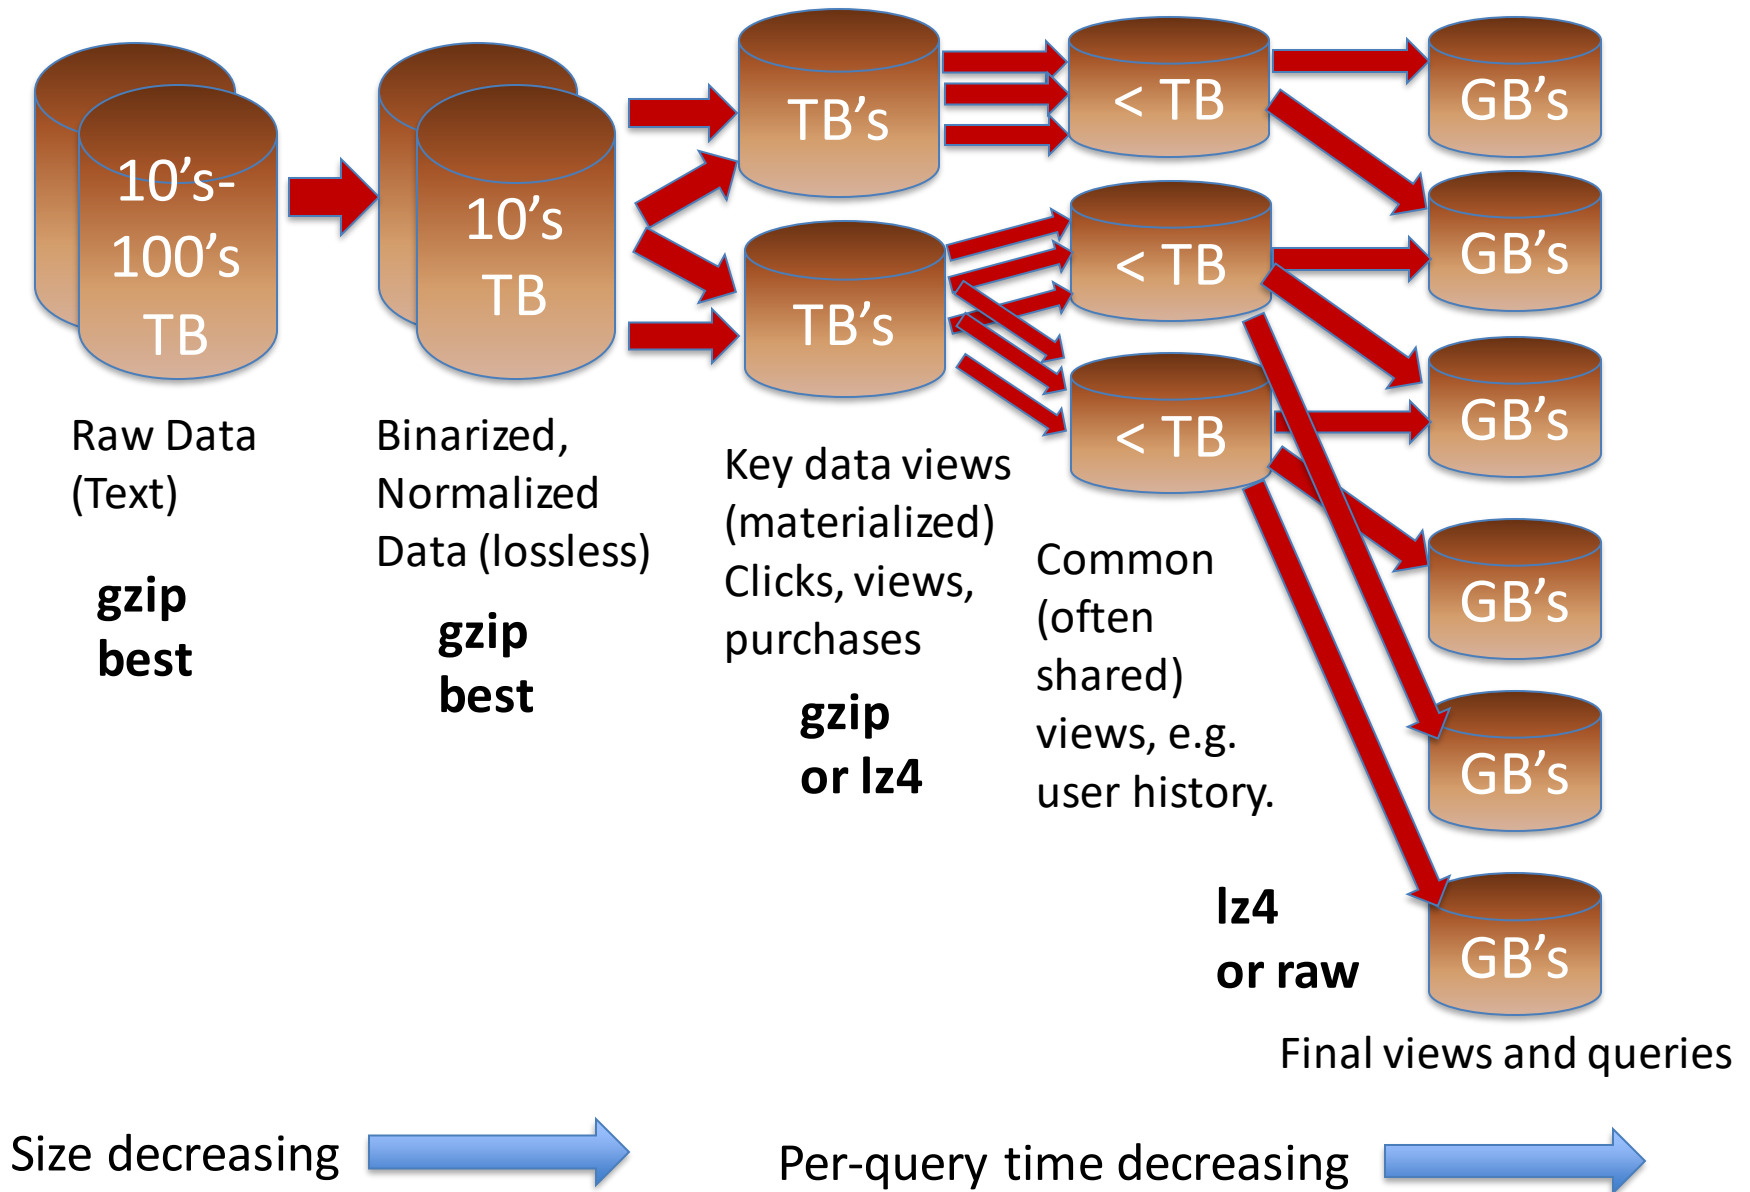 10's-
100's
TB
10's
TB
TB's
TB's
< TB
< TB
< TB
GB's
GB's
GB's
GB's
GB's
GB's
Raw Data
(Text)
gzip
best
Binarized,
Normalized
Data (lossless)
gzip
best
Key data views
(materialized)
Clicks, views,
purchases
gzip
or lz4
Common
(often
shared)
views, e.g.
user history.
lz4
or raw
Final views and queries
Size decreasing
Per-query time decreasing